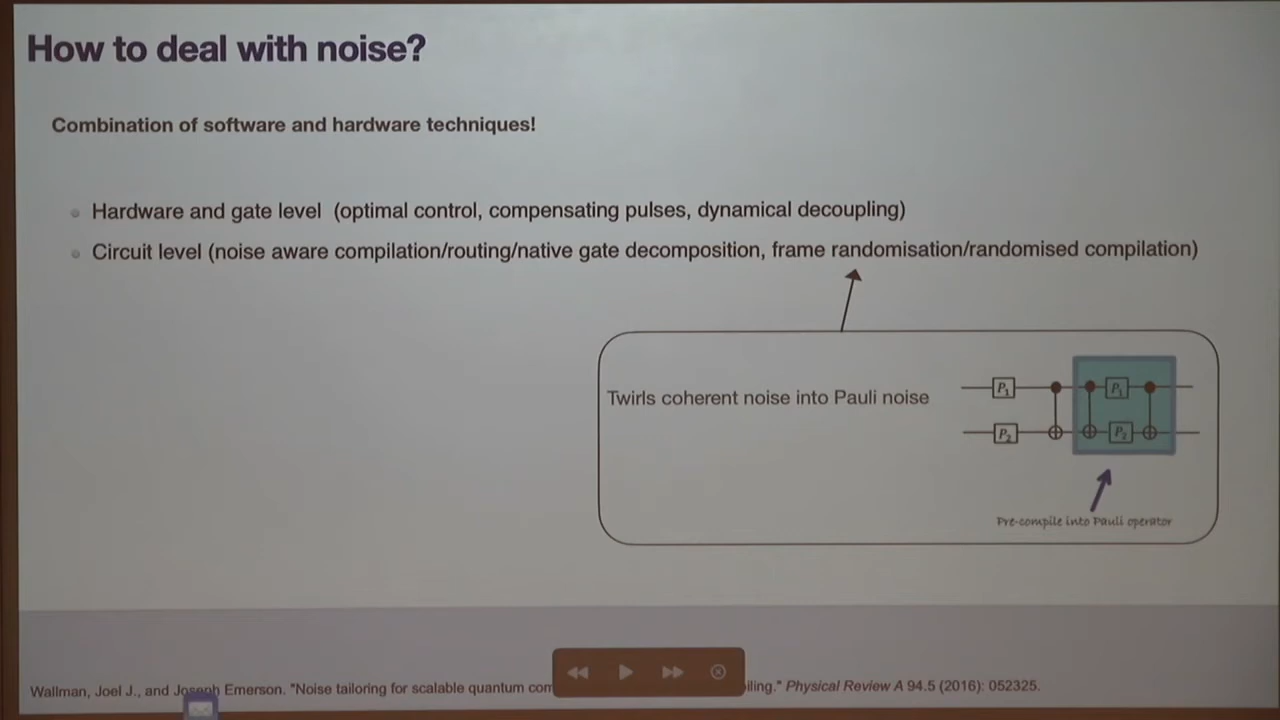 How to deal with noise?
Combination of software and hardware techniques!
Hardware and gate level (optimal control, compensating pulses, dynamical decoupling)
Circuit level (noise aware compilation/routing/native gate decomposition, frame randomisation/randomised compilation)
Twirls coherent noise into Pauli noise
P₁ P₁
P₂ P₂
Pre-compile into Pauli operator
Wallman, Joel J., and Joseph Emerson. "Noise tailoring for scalable quantum com iling." Physical Review A 94.5 (2016): 052325.